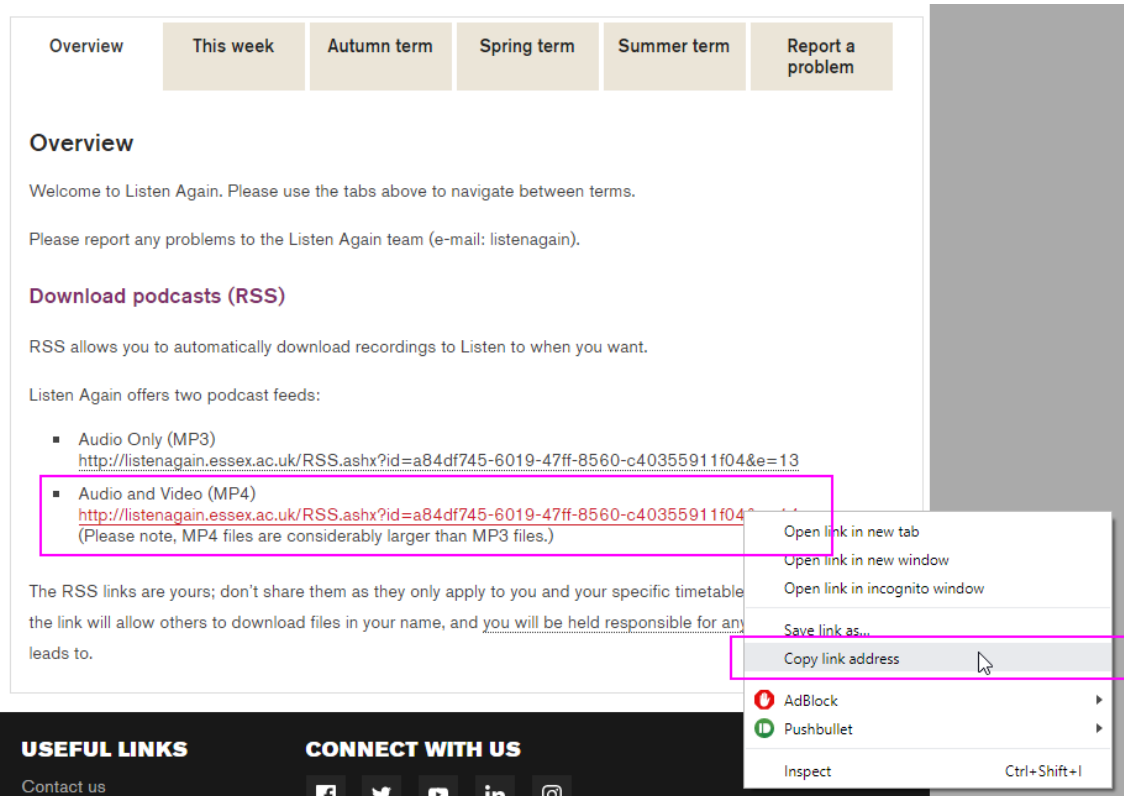 Overview This week Autumn term Spring term Summer term Report a
problem
Overview
Welcome to Listen Again. Please use the tabs above to navigate between terms.
Please report any problems to the Listen Again team (e-mail: listenagain).
Download podcasts (RSS)
RSS allows you to automatically download recordings to Listen to when you want.
Listen Again offers two podcast feeds:
Audio Only (MP3)
http://listenagain.essex.ac.uk/RSS.ashx?id=a84df745-6019-47ff-8560-c40355911f04&e=13
Audio and Video (MP4)
http://listenagain.essex.ac.uk/RSS.ashx?id=a84df745-6019-47ff-8560-c40355911f04
(Please note, MP4 files are considerably larger than MP3 files.)
The RSS links are yours; don't share them as they only apply to you and your specific timetable
the link will allow others to download files in your name, and you will be held responsible for any
leads to.
Open link in new tab
Open link in new window
Open link in incognito window
Save link as...
Copy link address
AdBlock
Pushbullet
Inspect Ctrl+Shift+I
USEFUL LINKS CONNECT WITH US
Contact us